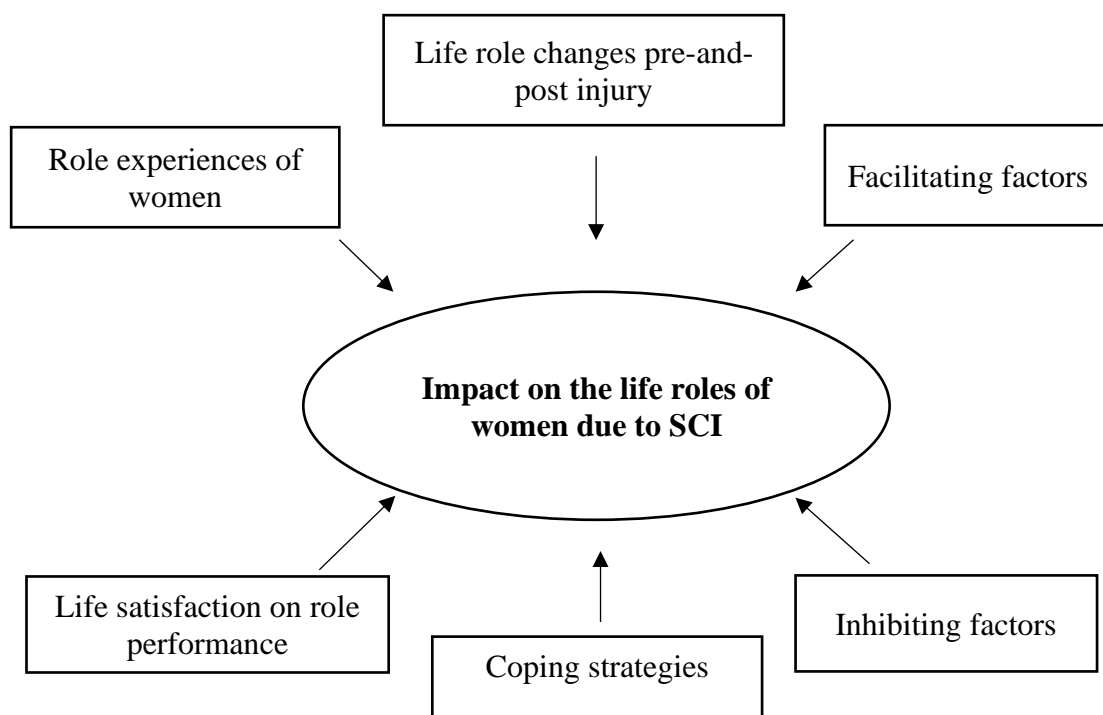 Life role changes pre-and-
post injury
Role experiences of
women
Facilitating factors
Impact on the life roles of
women due to SCI
Life satisfaction on role
performance
Coping strategies
Inhibiting factors